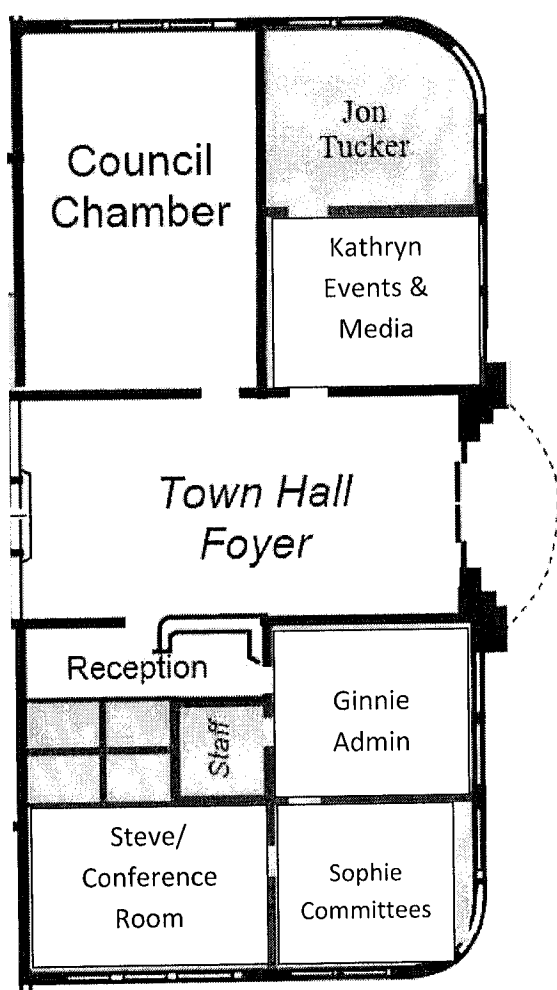 Council
Chamber
Jon
Tucker
Kathryn
Events &
Media
Town Hall
Foyer
Reception
Staff
Ginnie
Admin
Steve/
Conference
Room
Sophie
Committees